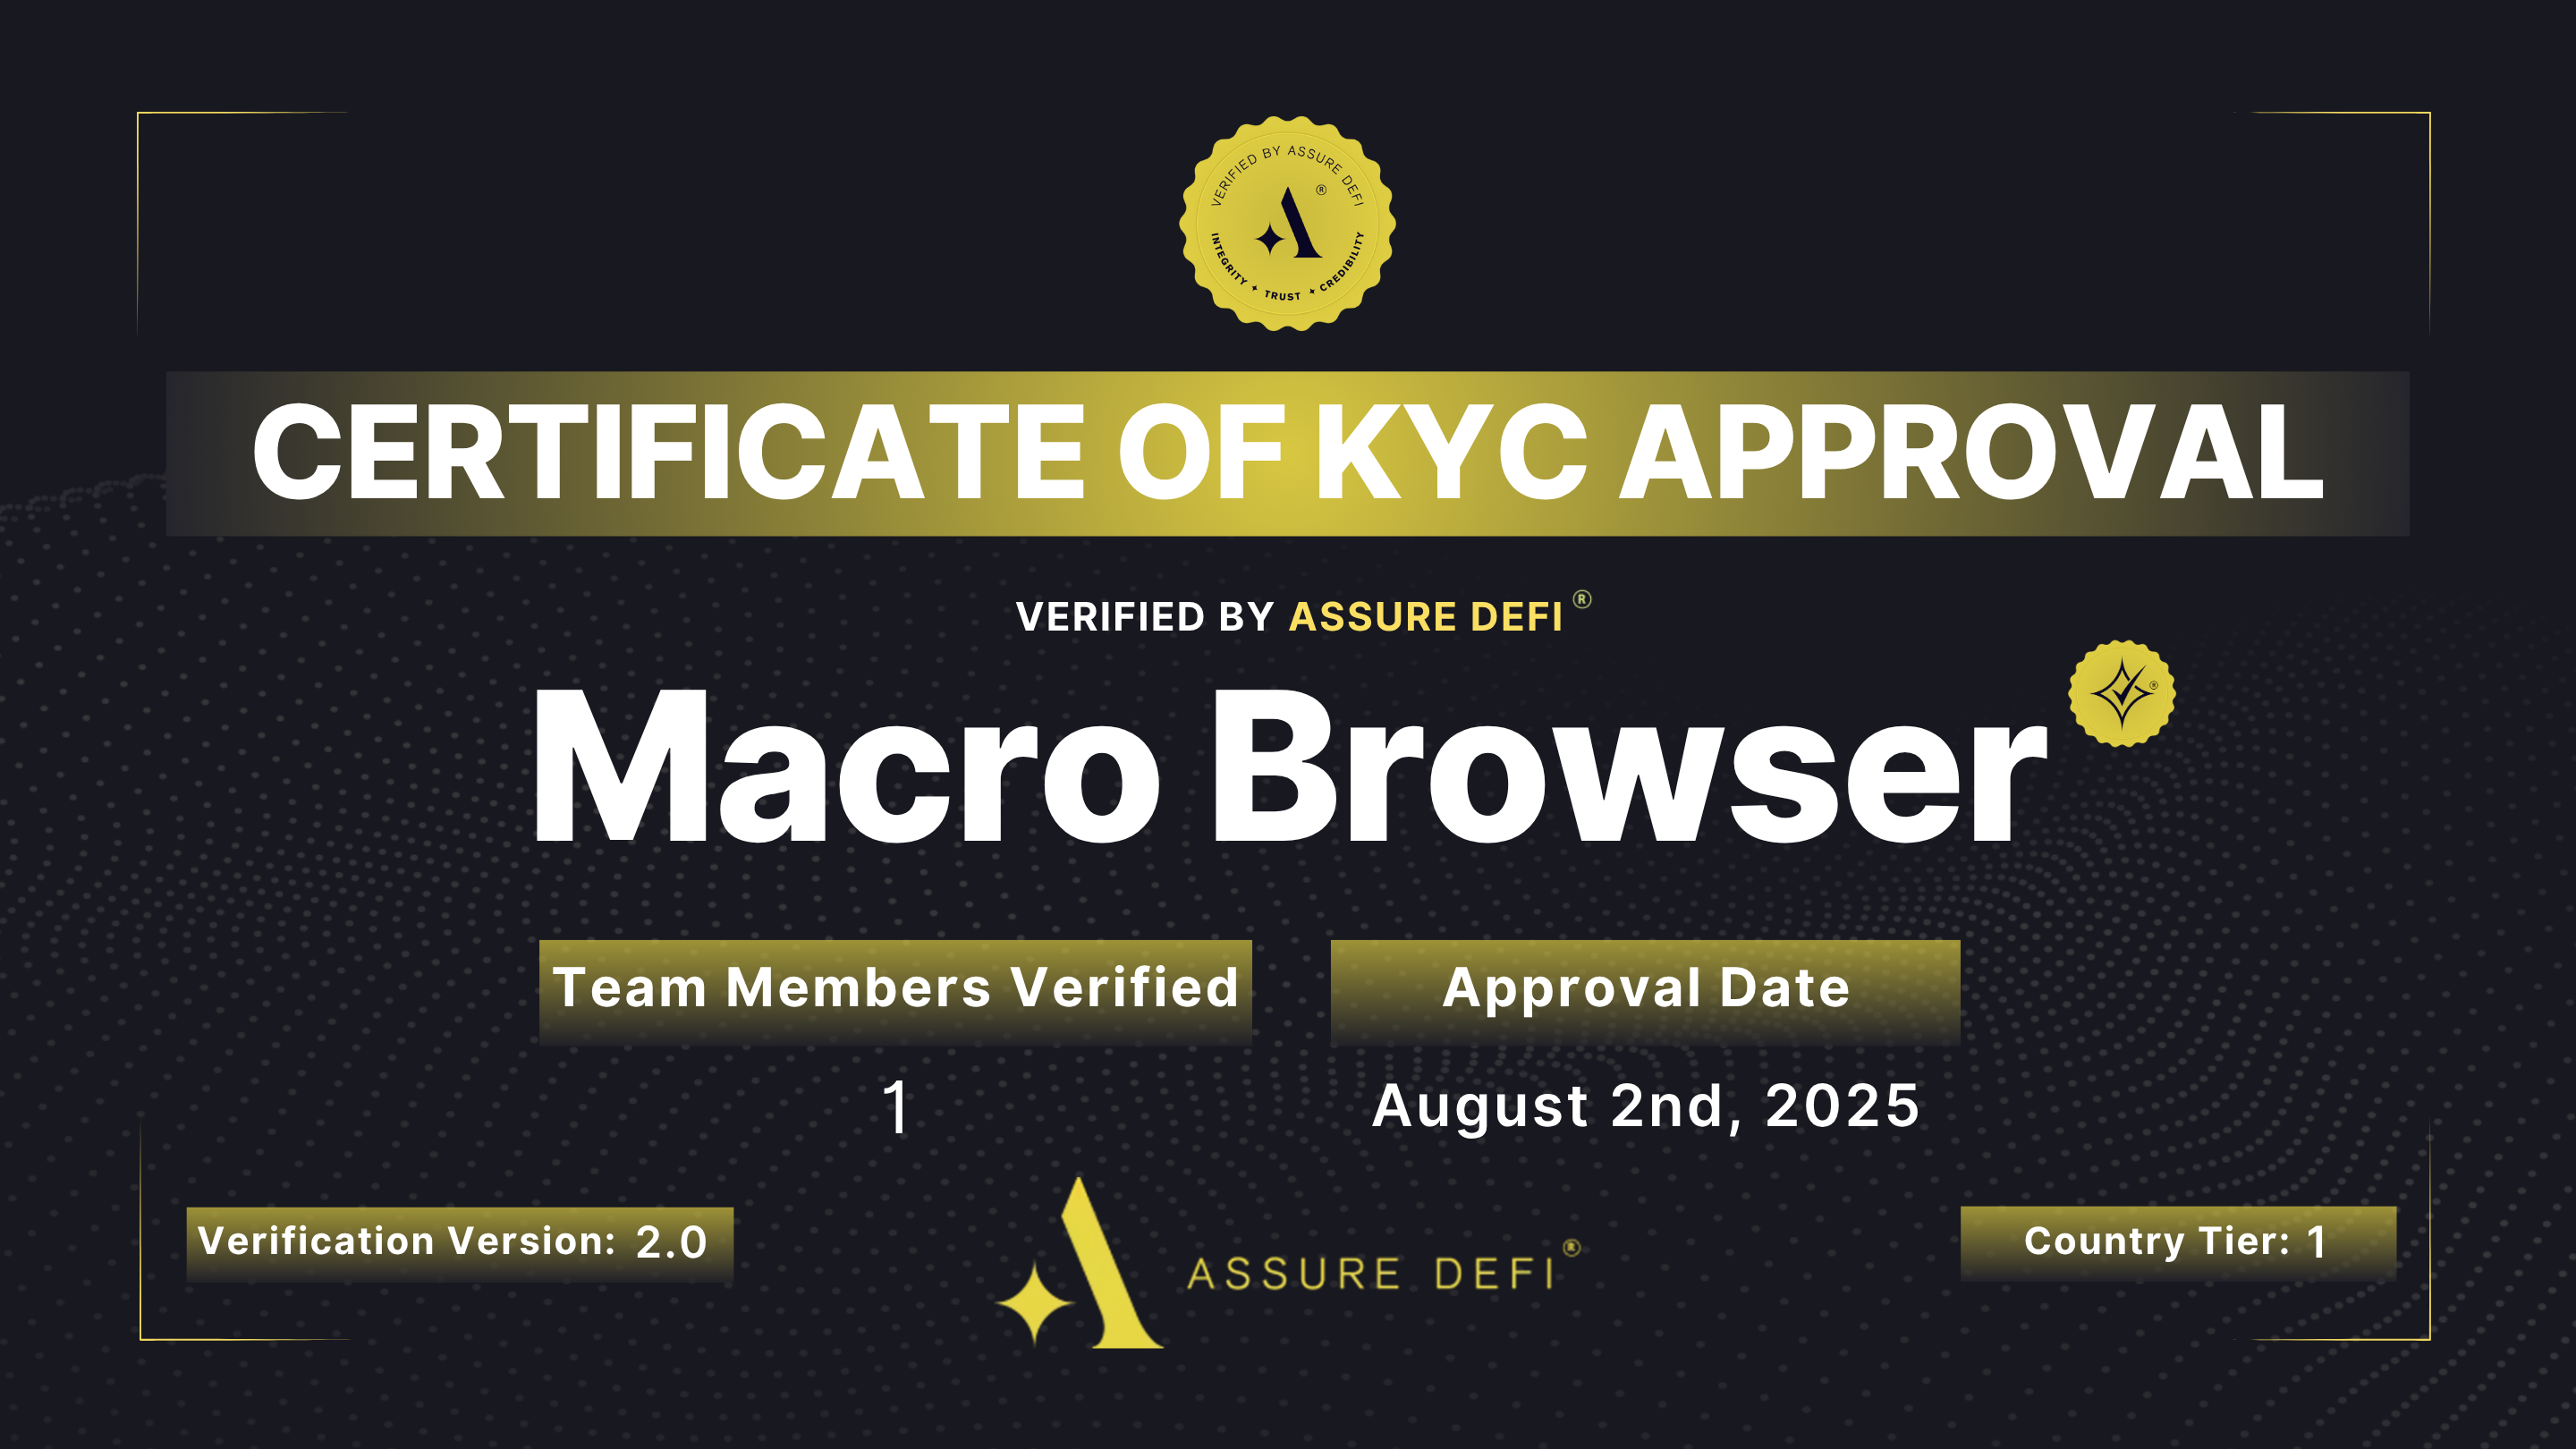 VERIFIED BY ASSURE DEFI
A ®
INTEGRITY ✦ TRUST ✦ CREDIBILITY
CERTIFICATE OF KYC APPROVAL
VERIFIED BY ASSURE DEFI ®
Macro Browser
®
Team Members Verified
1
Approval Date
August 2nd, 2025
Verification Version: 2.0
ASSURE DEFI ®
Country Tier: 1